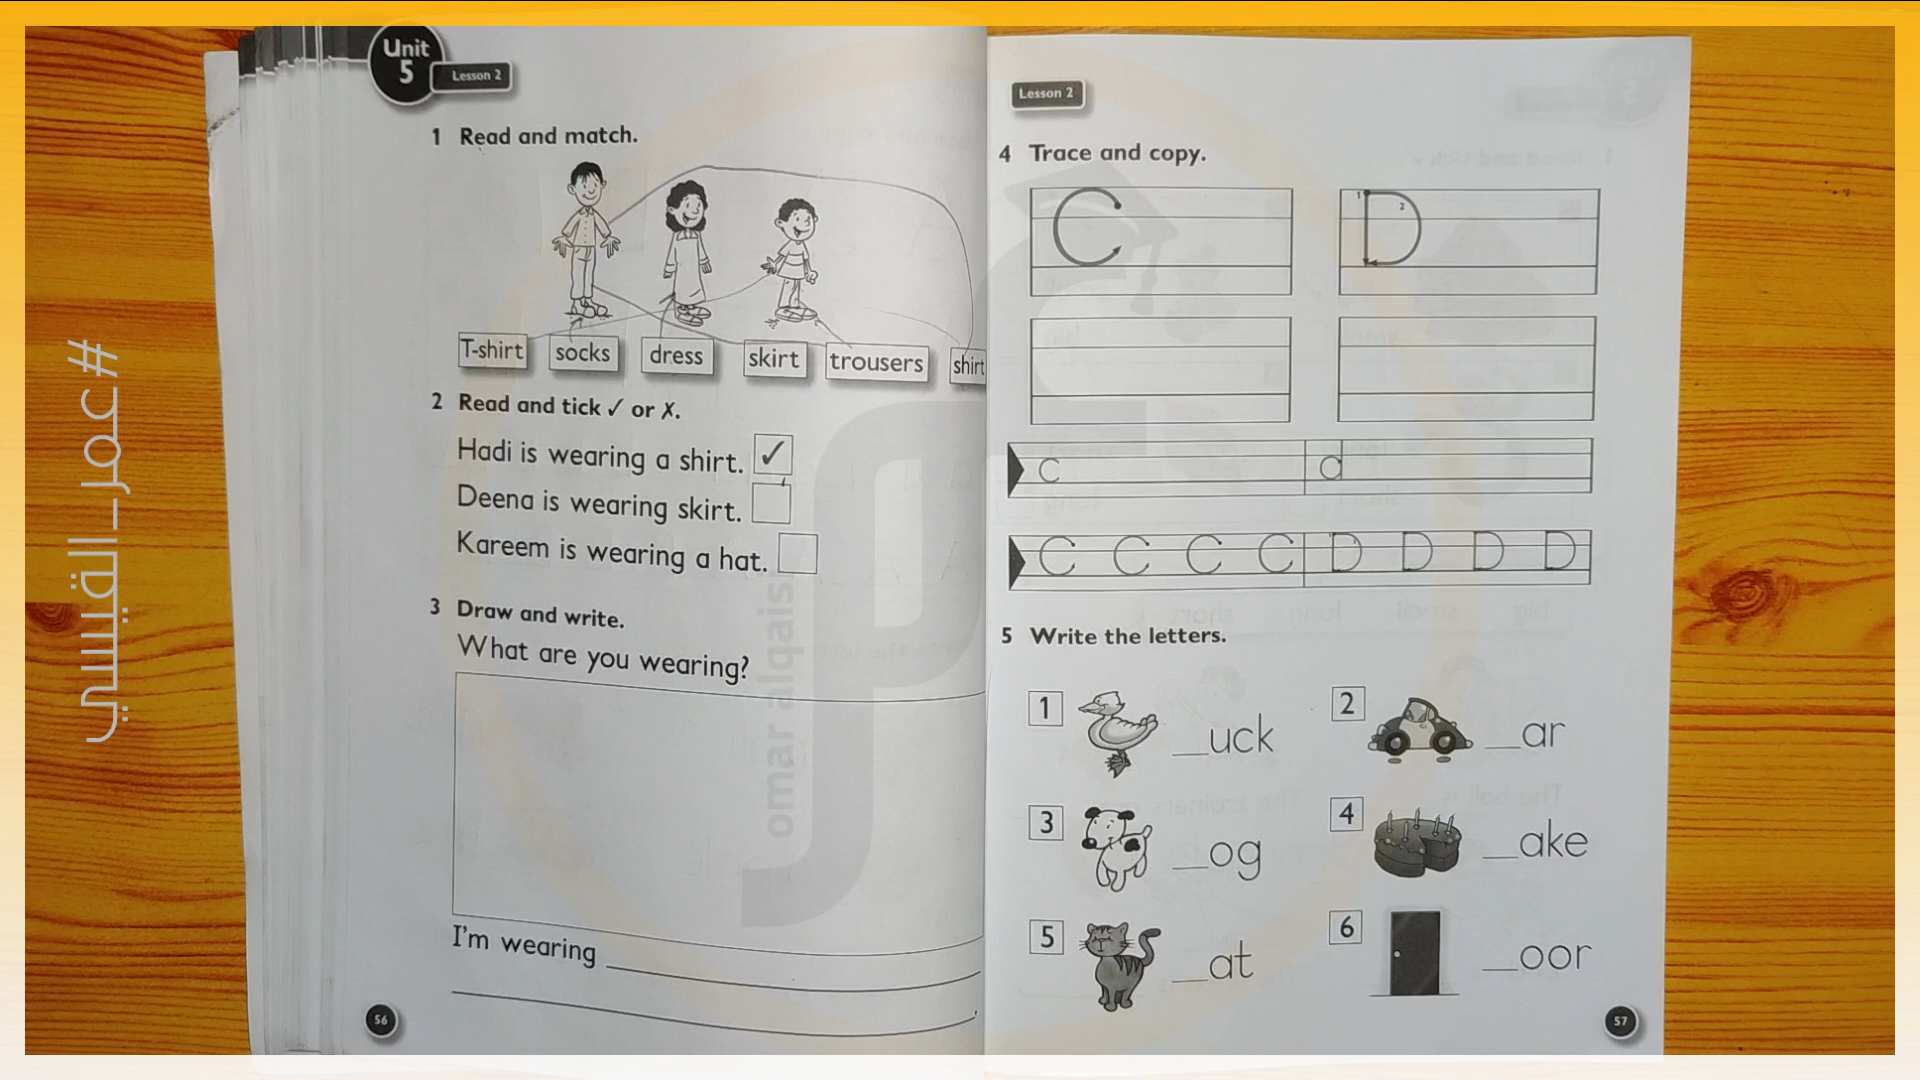 #عمر_القيسي
Unit
5
Lesson 2
1 Read and match.
T-shirt
socks
dress
skirt
trousers
shirt
2 Read and tick ✓ or ✗.
Hadi is wearing a shirt. ✓
Deena is wearing skirt.
Kareem is wearing a hat.
3 Draw and write.
What are you wearing?
I'm wearing ______
56
omar alqaisi
Lesson 2
4 Trace and copy.
C
1 2 D
c d
C C C C D D D D
5 Write the letters.
1 _uck
2 _ar
3 _og
4 _ake
5 _at
6 _oor
57